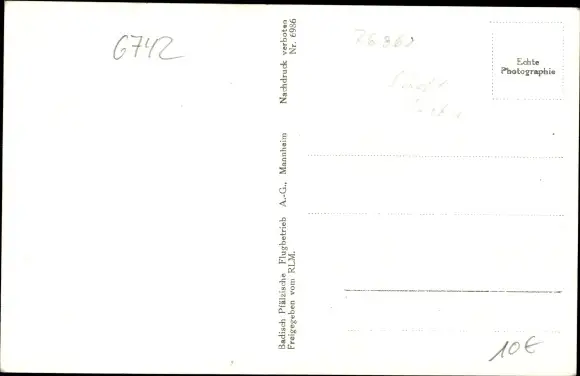 6742
Badisch Pfälzische Flugbetrieb A.-G., Mannheim Nachdruck verboten
Freigegeben vom RLM. Nr. 6986
Echte
Photographie
10€